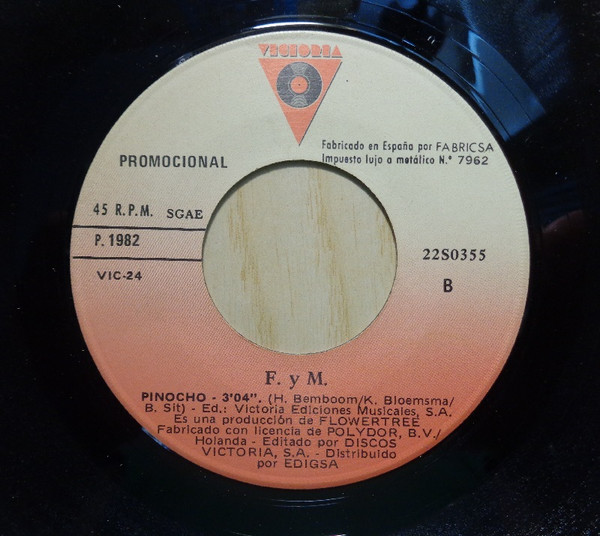 VICTORIA
Fabricado en España por FABRICSA
Impuesto lujo a metálico N.º 7962
PROMOCIONAL
45 R.P.M. SGAE
P. 1982
VIC-24
22S0355
B
F. y M.
PINOCHO - 3'04". (H. Bemboom/K. Bloemsma/
B. Sit) - Ed.: Victoria Ediciones Musicales, S.A.
Es una producción de FLOWERTREE
Fabricado con licencia de POLYDOR, B.V./
Holanda - Editado por DISCOS
VICTORIA, S.A. - Distribuido
por EDIGSA